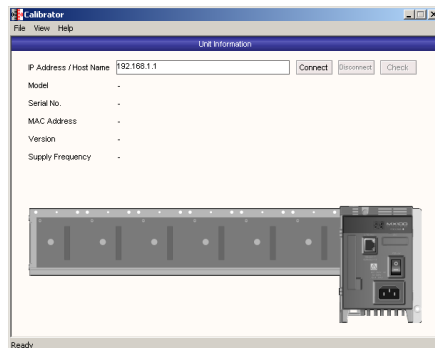 Calibrator
File View Help
Unit Information
IP Address / Host Name 192.168.1.1 Connect Disconnect Check
Model -
Serial No. -
MAC Address -
Version -
Supply Frequency -
Ready